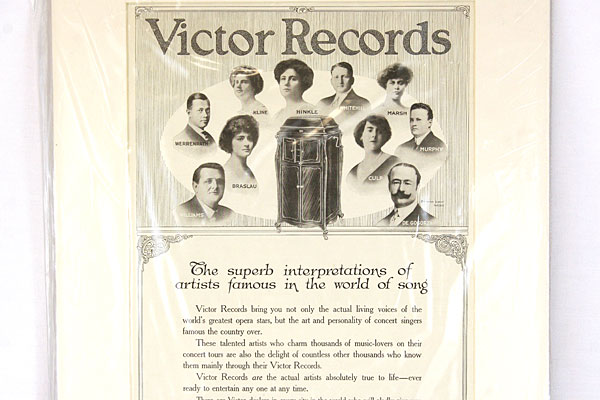 Victor Records
KLINE
HINKLE
WITHERSPOON
MARSH
WERRENRATH
MURPHY
BRASLAU
CULP
WILLIAMS
DE GOGORZA
The superb interpretations of
artists famous in the world of song
Victor Records bring you not only the actual living voices of the
world's greatest opera stars, but the art and personality of concert singers
famous the country over.
These talented artists who charm thousands of music-lovers on their
concert tours are also the delight of countless other thousands who know
them mainly through their Victor Records.
Victor Records are the actual artists absolutely true to life—ever
ready to entertain any one at any time.